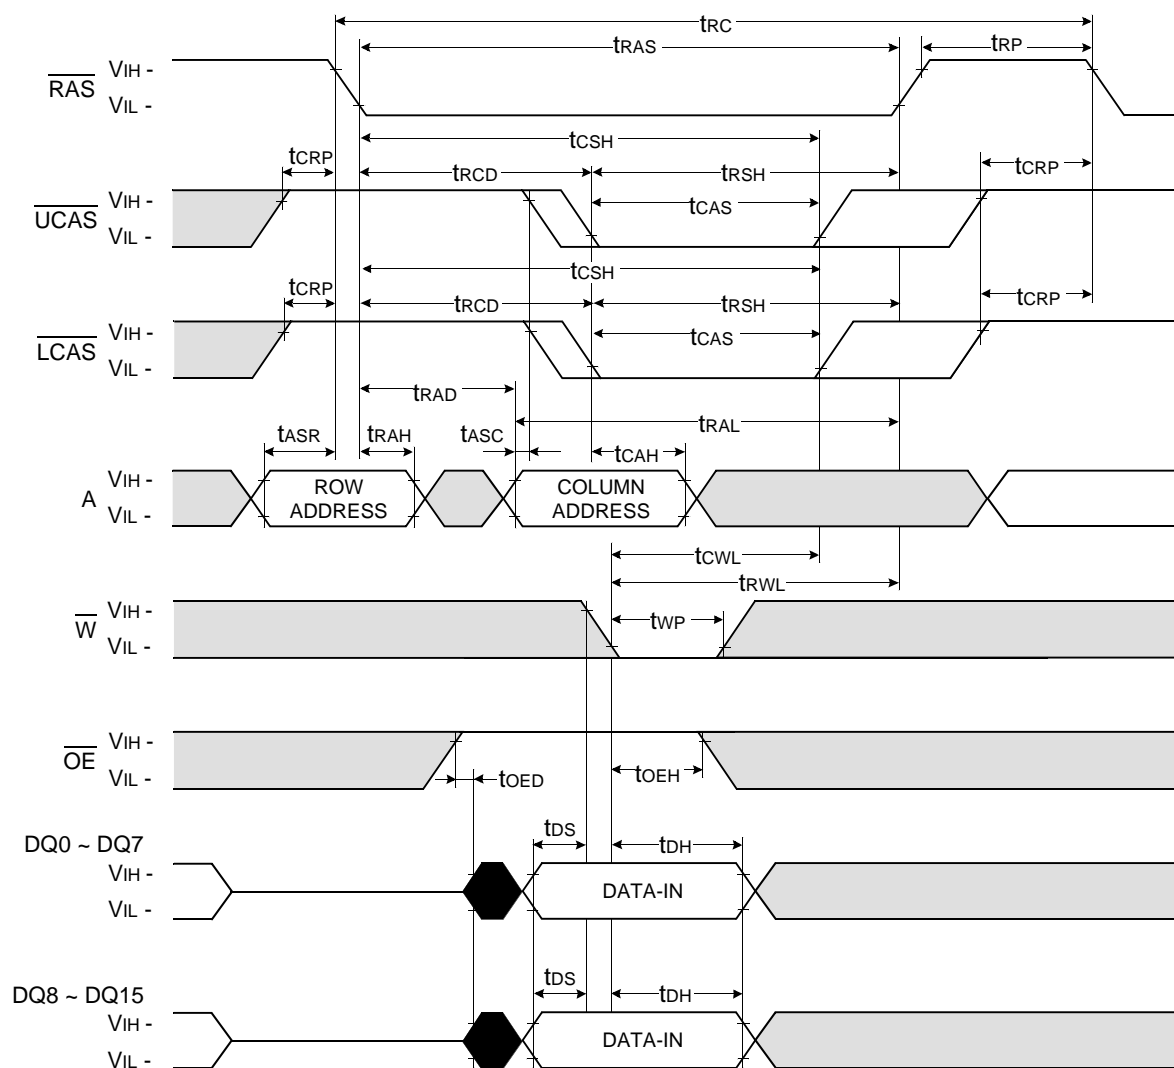 tRC
tRAS
tRP
RAS
VIH -
VIL -
tCSH
tCRP
tRCD
tRSH
tCRP
UCAS
VIH -
VIL -
tCAS
tCSH
tCRP
tRCD
tRSH
tCRP
LCAS
VIH -
VIL -
tCAS
tRAD
tRAL
tASR
tRAH
tASC
tCAH
A
VIH -
VIL -
ROW
ADDRESS
COLUMN
ADDRESS
tCWL
tRWL
W
VIH -
VIL -
tWP
OE
VIH -
VIL -
tOED
tOEH
DQ0 ~ DQ7
tDS
tDH
VIH -
VIL -
DATA-IN
DQ8 ~ DQ15
tDS
tDH
VIH -
VIL -
DATA-IN